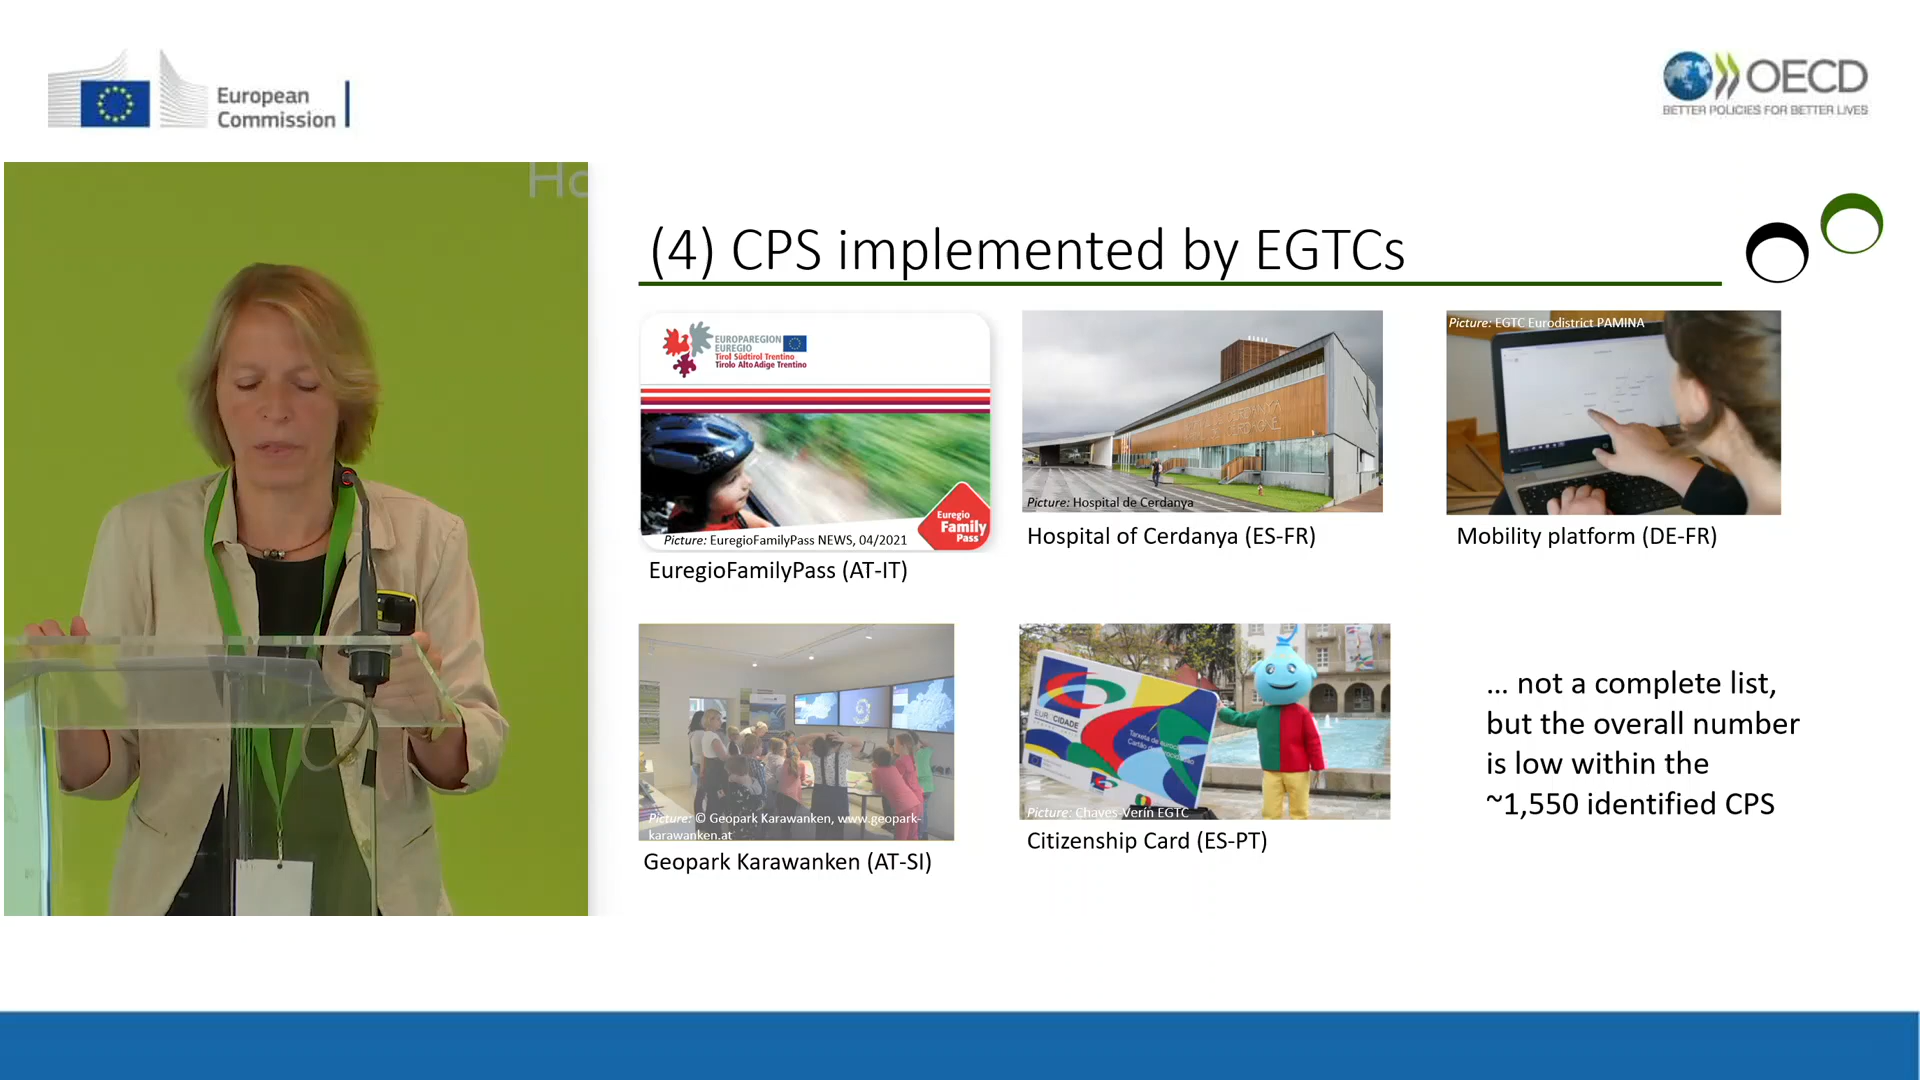 European
Commission
OECD
BETTER POLICIES FOR BETTER LIVES
Ho
(4) CPS implemented by EGTCs
EUROPAREGION
EUREGIO
Tirol Südtirol Trentino
Tirolo Alto Adige Trentino
Euregio
Family
Pass
Picture: EuregioFamilyPass NEWS, 04/2021
EuregioFamilyPass (AT-IT)
Picture: Hospital de Cerdanya
Hospital of Cerdanya (ES-FR)
Picture: EGTC Eurodistrict PAMINA
Mobility platform (DE-FR)
Picture: © Geopark Karawanken, www.geopark-
karawanken.at
Geopark Karawanken (AT-SI)
Picture: Chaves-Verín EGTC
Citizenship Card (ES-PT)
... not a complete list,
but the overall number
is low within the
~1,550 identified CPS